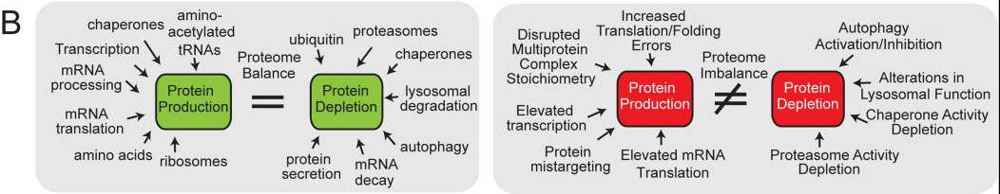 B
chaperones
amino-
acetylated
tRNAs
Transcription
mRNA
processing
mRNA
translation
amino acids
ribosomes
Protein
Production
Proteome
Balance
=
ubiquitin
proteasomes
chaperones
lysosomal
degradation
autophagy
mRNA
decay
protein
secretion
Protein
Depletion
Disrupted
Multiprotein
Complex
Stoichiometry
Increased
Translation/Folding
Errors
Elevated
transcription
Protein
mistargeting
Elevated mRNA
Translation
Protein
Production
Proteome
Imbalance
≠
Protein
Depletion
Autophagy
Activation/Inhibition
Alterations in
Lysosomal Function
Chaperone Activity
Depletion
Proteasome Activity
Depletion